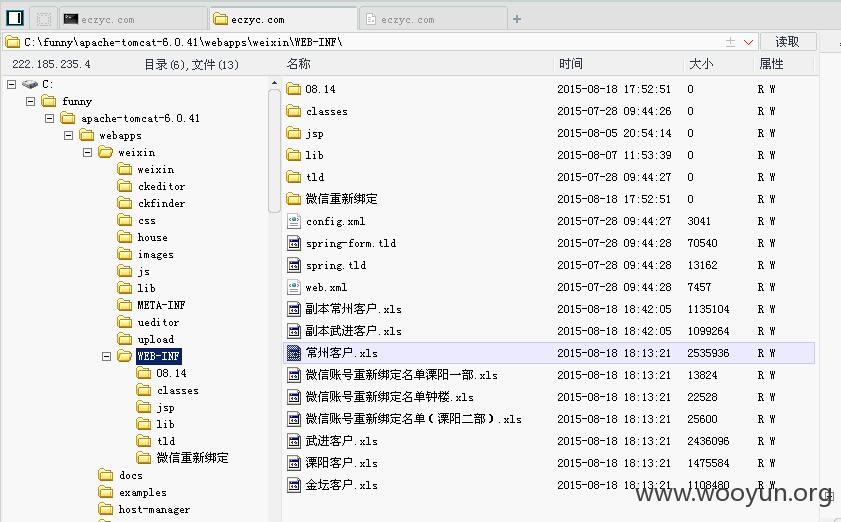 eczyc.com eczyc.com eczyc.com +
C:\funny\apache-tomcat-6.0.41\webapps\weixin\WEB-INF\ 读取
222.185.235.4 目录(6),文件(13) 名称 时间 大小 属性
C:
funny
apache-tomcat-6.0.41
webapps
weixin
weixin
ckeditor
ckfinder
css
house
images
js
lib
META-INF
ueditor
upload
WEB-INF
08.14
classes
jsp
lib
tld
微信重新绑定
docs
examples
host-manager
08.14 2015-08-18 17:52:51 0 R W
classes 2015-07-28 09:44:26 0 R W
jsp 2015-08-05 20:54:14 0 R W
lib 2015-08-07 11:53:39 0 R W
tld 2015-07-28 09:44:27 0 R W
微信重新绑定 2015-08-18 17:52:51 0 R W
config.xml 2015-07-28 09:44:27 3041 R W
spring-form.tld 2015-07-28 09:44:28 70540 R W
spring.tld 2015-07-28 09:44:28 13162 R W
web.xml 2015-07-28 09:44:28 7457 R W
副本常州客户.xls 2015-08-18 18:42:05 1135104 R W
副本武进客户.xls 2015-08-18 18:42:05 1099264 R W
常州客户.xls 2015-08-18 18:13:21 2535936 R W
微信账号重新绑定名单溧阳一部.xls 2015-08-18 18:13:21 13824 R W
微信账号重新绑定名单钟楼.xls 2015-08-18 18:13:21 22528 R W
微信账号重新绑定名单(溧阳二部).xls 2015-08-18 18:13:21 25600 R W
武进客户.xls 2015-08-18 18:13:21 2436096 R W
溧阳客户.xls 2015-08-18 18:13:21 1475584 R W
金坛客户.xls 2015-08-18 18:13:21 1108480 R W
www.wooyun.org